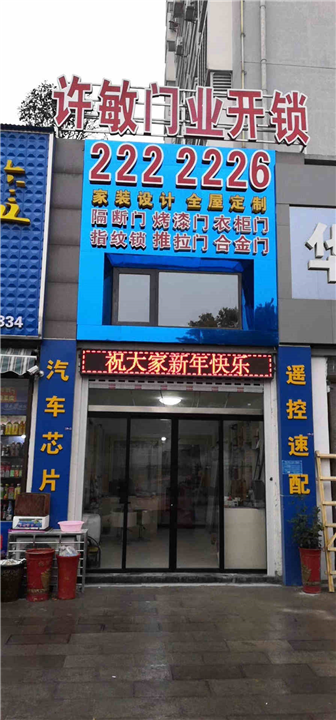 许敏门业开锁
222 2226
家装设计 全屋定制
隔断门 烤漆门 衣柜门
指纹锁 推拉门 合金门
祝大家新年快乐
汽车芯片
遥控速配
334
华